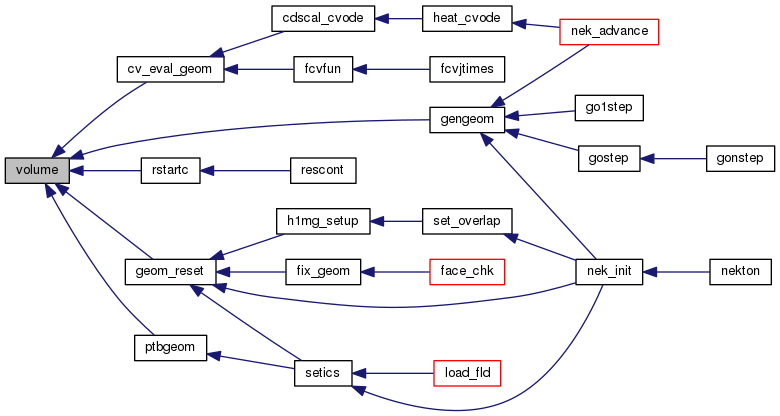 cdscal_cvode
heat_cvode
nek_advance
cv_eval_geom
fcvfun
fcvjtimes
gengeom
go1step
gostep
gonstep
volume
rstartc
rescont
h1mg_setup
set_overlap
geom_reset
fix_geom
face_chk
nek_init
nekton
ptbgeom
setics
load_fld